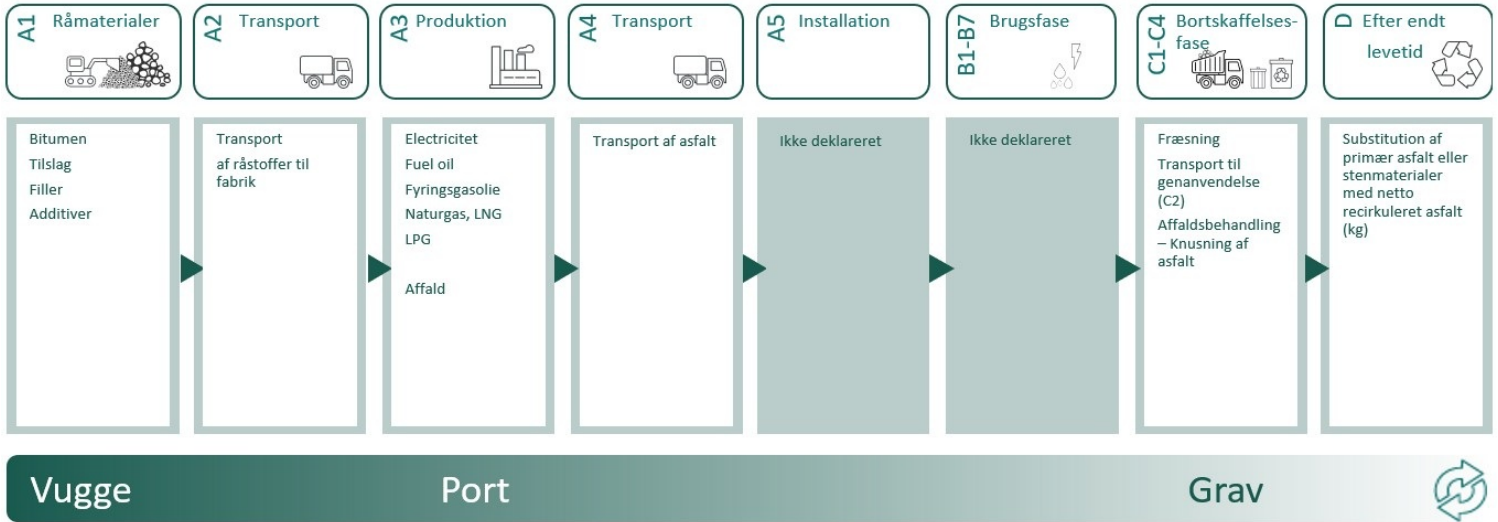 A1 Råmaterialer
A2 Transport
A3 Produktion
A4 Transport
A5 Installation
B1-B7 Brugsfase
C1-C4 Bortskaffelses-
fase
D Efter endt
levetid
Bitumen
Tilslag
Filler
Additiver
Transport
af råstoffer til
fabrik
Electricitet
Fuel oil
Fyringsgasolie
Naturgas, LNG
LPG
Affald
Transport af asfalt
Ikke deklareret
Ikke deklareret
Fræsning
Transport til
genanvendelse
(C2)
Affaldsbehandling
– Knusning af
asfalt
Substitution af
primær asfalt eller
stenmaterialer
med netto
recirkuleret asfalt
(kg)
Vugge
Port
Grav